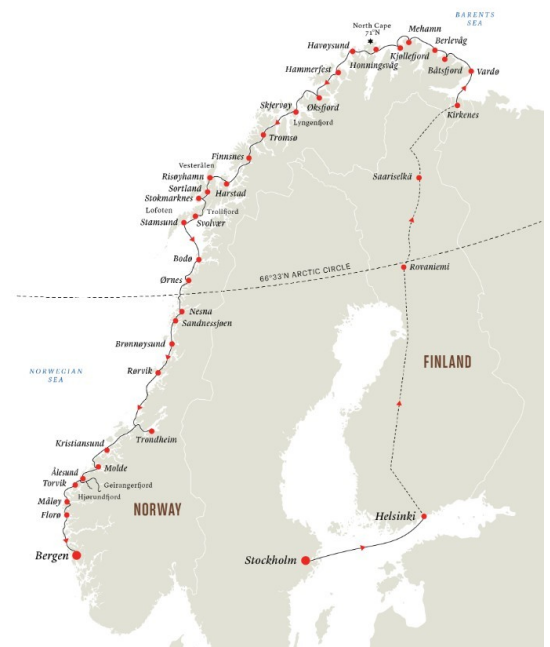 BARENTS
SEA
Mehamn
North Cape
71°N
Berlevåg
Havøysund
Kjøllefjord
Honningsvåg
Båtsfjord
Vardø
Hammerfest
Øksfjord
Skjervøy
Lyngenfjord
Kirkenes
Tromsø
Finnsnes
Vesterålen
Risøyhamn
Harstad
Saariselkä
Sortland
Stokmarknes
Lofoten
Trollfjord
Stamsund
Svolvær
Bodø
Ørnes
66°33'N ARCTIC CIRCLE
Rovaniemi
Nesna
Sandnessjøen
Brønnøysund
NORWEGIAN
SEA
Rørvik
FINLAND
Kristiansund
Trondheim
Molde
Ålesund
Torvik
Geirangerfjord
Hjørundfjord
Måløy
Florø
NORWAY
Helsinki
Bergen
Stockholm